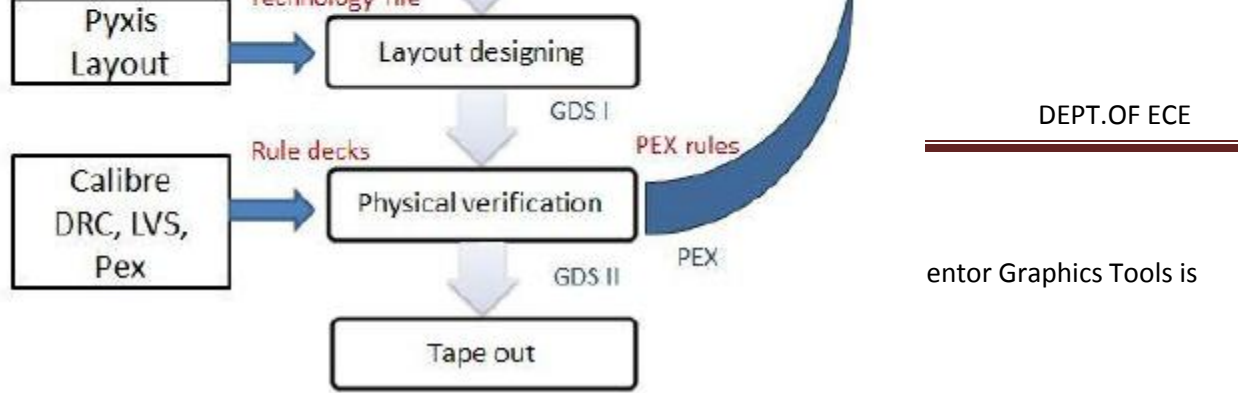 Technology file
Pyxis
Layout
Layout designing
GDS I
DEPT.OF ECE
Rule decks
PEX rules
Calibre
DRC, LVS,
Pex
Physical verification
PEX
GDS II
entor Graphics Tools is
Tape out